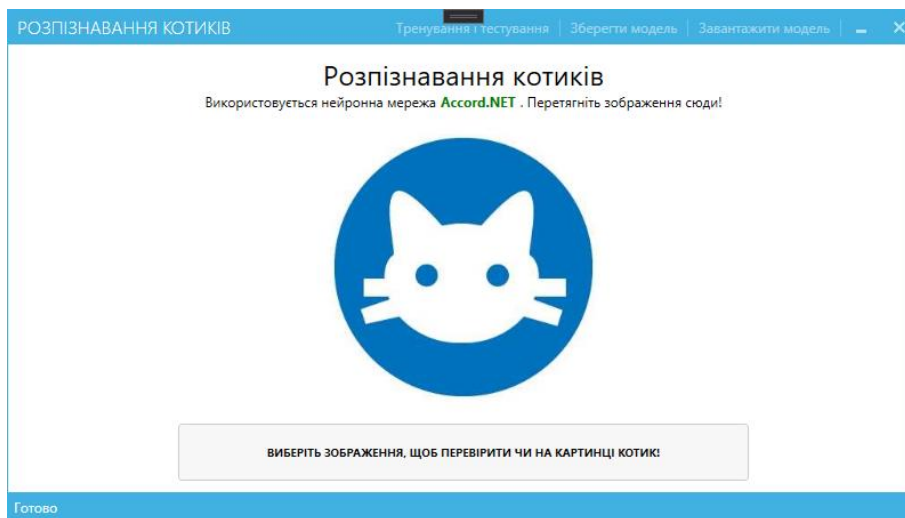 РОЗПІЗНАВАННЯ КОТИКІВ
Тренування і тестування
Зберегти модель
Завантажити модель
Розпізнавання котиків
Використовується нейронна мережа Accord.NET . Перетягніть зображення сюди!
ВИБЕРІТЬ ЗОБРАЖЕННЯ, ЩОБ ПЕРЕВІРИТИ ЧИ НА КАРТИНЦІ КОТИК!
Готово